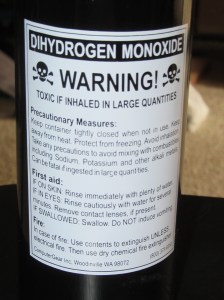 DIHYDROGEN MONOXIDE
WARNING!
TOXIC IF INHALED IN LARGE QUANTITIES
Precautionary Measures:
Keep container tightly closed when not in use. Keep
away from heat. Protect from freezing. Avoid inhalation.
Take any precautions to avoid mixing with combustibles
including Sodium, Potassium and other alkali metals.
Can be fatal if ingested in large quantities.
First aid:
IF ON SKIN: Rinse immediately with plenty of water.
IF IN EYES: Rinse cautiously with water for several
minutes. Remove contact lenses, if present.
IF SWALLOWED: Swallow. Do NOT induce vomiting.
Fire:
In case of fire: Use contents to extinguish UNLESS
electrical fire. Then use dry chemical fire extinguisher.
ComputerGear Inc. Woodinville WA 98072